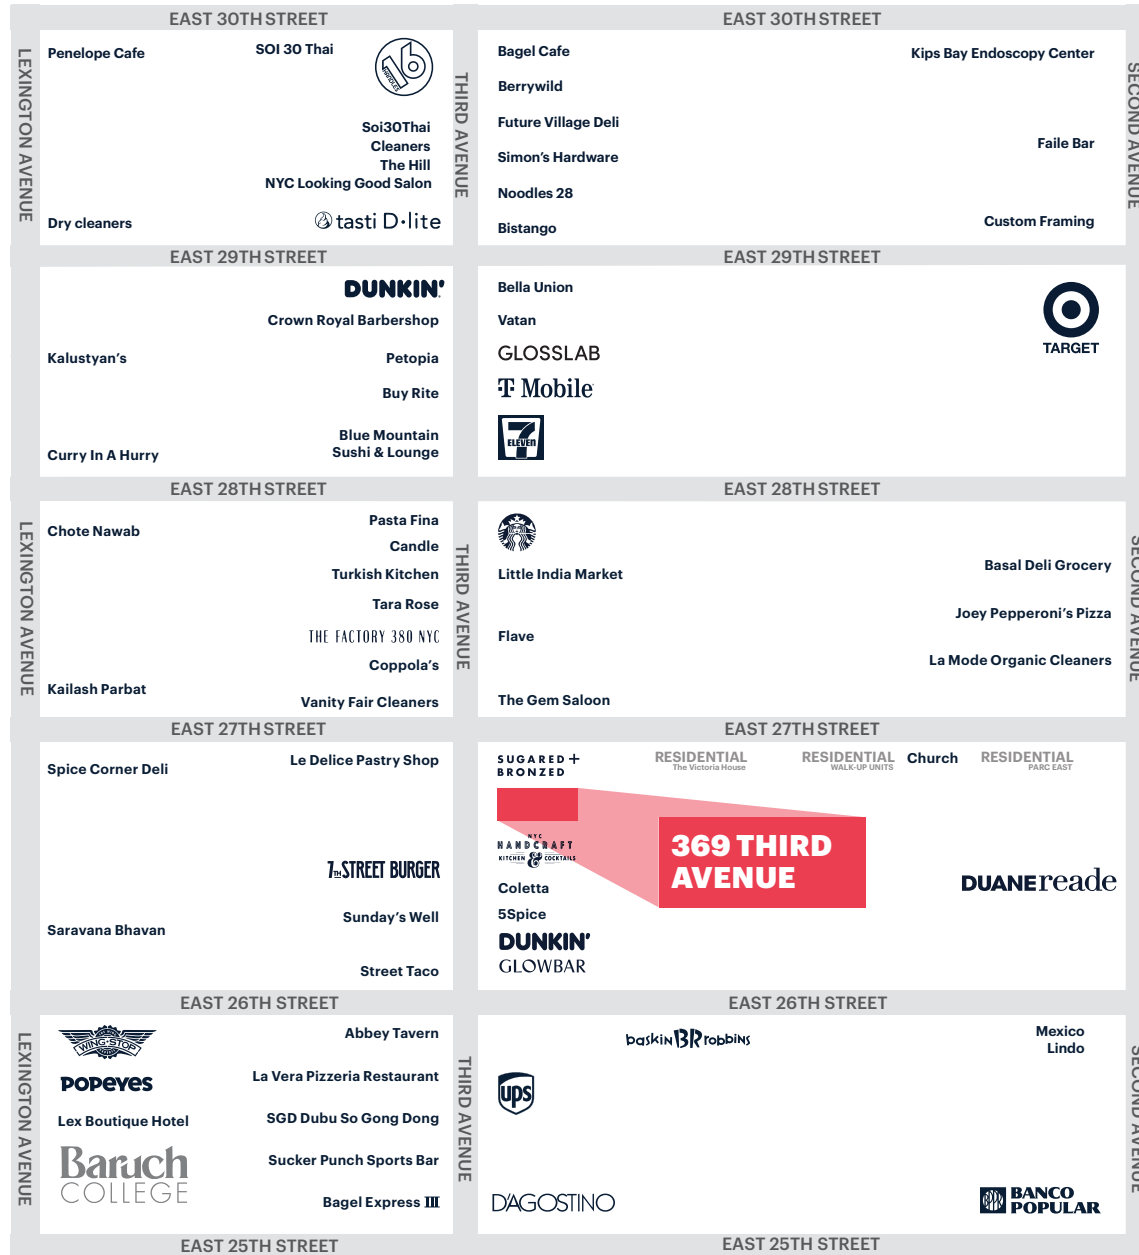 EAST 30TH STREET
EAST 30TH STREET
LEXINGTON AVENUE
THIRD AVENUE
SECOND AVENUE
Penelope Cafe
SOI 30 Thai
16
HANDLES
Soi30Thai
Cleaners
The Hill
NYC Looking Good Salon
Dry cleaners
tasti D·lite
Bagel Cafe
Berrywild
Future Village Deli
Simon's Hardware
Noodles 28
Bistango
Kips Bay Endoscopy Center
Faile Bar
Custom Framing
EAST 29TH STREET
EAST 29TH STREET
DUNKIN'
Crown Royal Barbershop
Kalustyan's
Petopia
Buy Rite
Blue Mountain
Sushi & Lounge
Curry In A Hurry
Bella Union
Vatan
GLOSSLAB
T Mobile
7
ELEVEN
TARGET
EAST 28TH STREET
EAST 28TH STREET
LEXINGTON AVENUE
THIRD AVENUE
SECOND AVENUE
Chote Nawab
Pasta Fina
Candle
Turkish Kitchen
Tara Rose
THE FACTORY 380 NYC
Coppola's
Kailash Parbat
Vanity Fair Cleaners
Little India Market
Flave
The Gem Saloon
Basal Deli Grocery
Joey Pepperoni's Pizza
La Mode Organic Cleaners
EAST 27TH STREET
EAST 27TH STREET
Spice Corner Deli
Le Delice Pastry Shop
7TH STREET BURGER
Sunday's Well
Saravana Bhavan
Street Taco
SUGARED +
BRONZED
RESIDENTIAL
The Victoria House
RESIDENTIAL
WALK-UP UNITS
Church
RESIDENTIAL
PARC EAST
369 THIRD
AVENUE
NYC
HANDCRAFT
KITCHEN & COCKTAILS
Coletta
5Spice
DUNKIN'
GLOWBAR
DUANEreade
EAST 26TH STREET
EAST 26TH STREET
LEXINGTON AVENUE
THIRD AVENUE
SECOND AVENUE
WING·STOP
POPEYES
Lex Boutique Hotel
Baruch
COLLEGE
Abbey Tavern
La Vera Pizzeria Restaurant
SGD Dubu So Gong Dong
Sucker Punch Sports Bar
Bagel Express III
baskin BR robbins
ups
D'AGOSTINO
Mexico
Lindo
BANCO
POPULAR
EAST 25TH STREET
EAST 25TH STREET